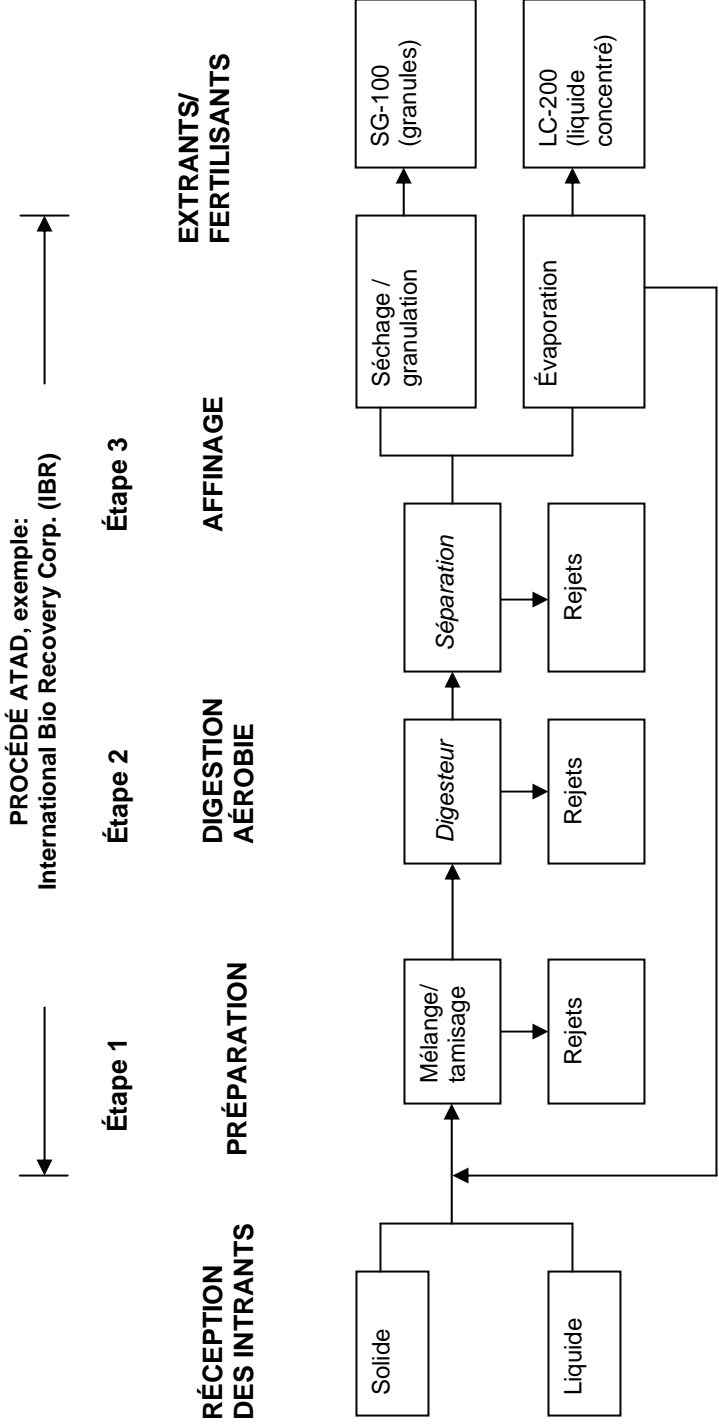 PROCÉDÉ ATAD, exemple:
International Bio Recovery Corp. (IBR)
Étape 1
Étape 2
Étape 3
RÉCEPTION
DES INTRANTS
PRÉPARATION
DIGESTION
AÉROBIE
AFFINAGE
EXTRANTS/
FERTILISANTS
Solide
Liquide
Mélange/
tamisage
Rejets
Digesteur
Rejets
Séparation
Rejets
Séchage /
granulation
Évaporation
SG-100
(granules)
LC-200
(liquide
concentré)